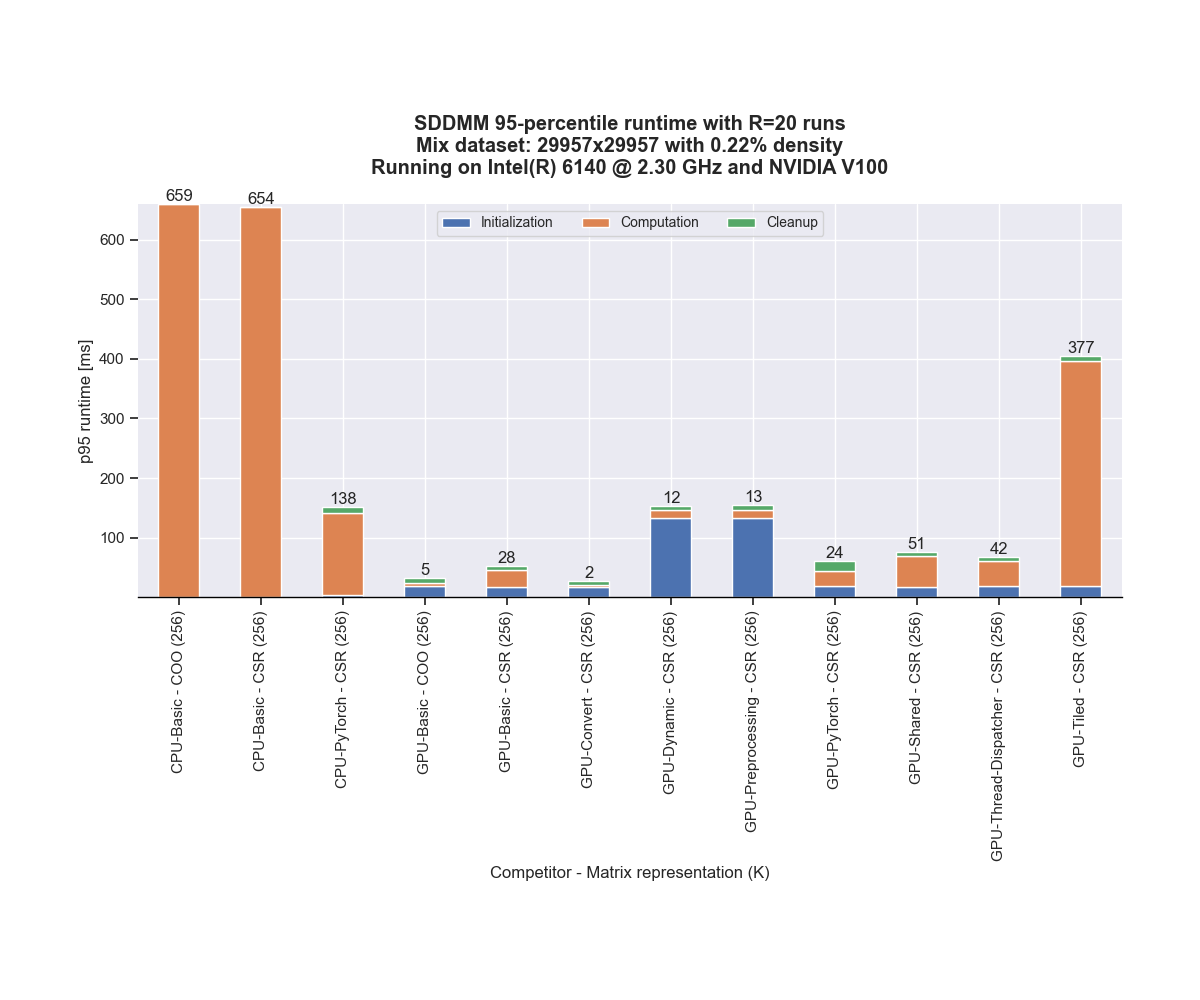 SDDMM 95-percentile runtime with R=20 runs
Mix dataset: 29957x29957 with 0.22% density
Running on Intel(R) 6140 @ 2.30 GHz and NVIDIA V100
659
654
138
5
28
2
12
13
24
51
42
377
Initialization
Computation
Cleanup
600
500
400
300
200
100
p95 runtime [ms]
CPU-Basic - COO (256)
CPU-Basic - CSR (256)
CPU-PyTorch - CSR (256)
GPU-Basic - COO (256)
GPU-Basic - CSR (256)
GPU-Convert - CSR (256)
GPU-Dynamic - CSR (256)
GPU-Preprocessing - CSR (256)
GPU-PyTorch - CSR (256)
GPU-Shared - CSR (256)
GPU-Thread-Dispatcher - CSR (256)
GPU-Tiled - CSR (256)
Competitor - Matrix representation (K)